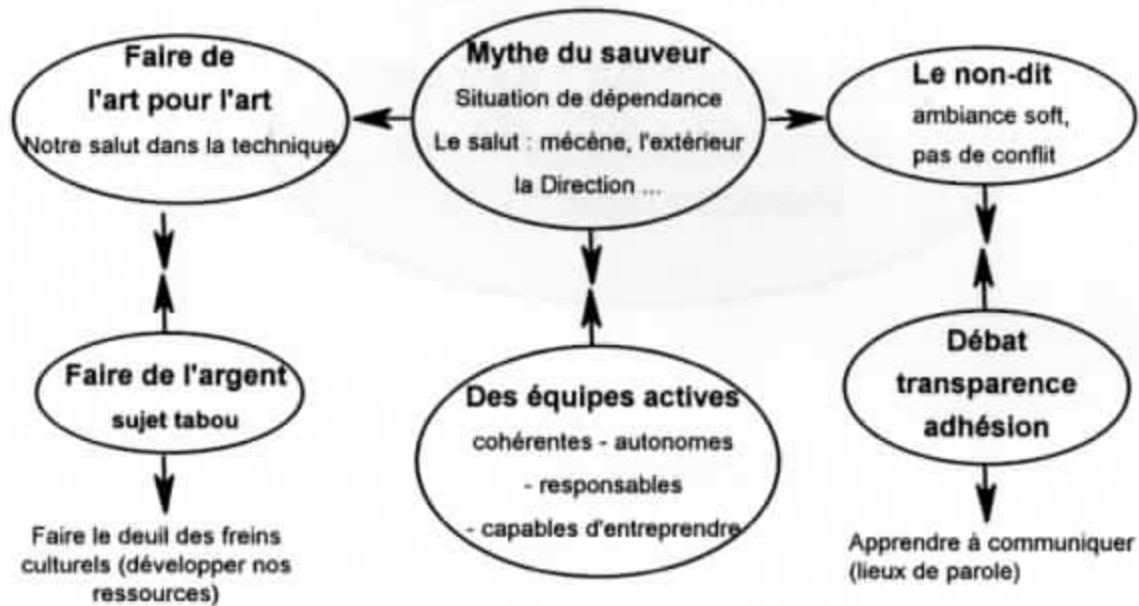 Faire de
l'art pour l'art
Notre salut dans la technique
Mythe du sauveur
Situation de dépendance
Le salut : mécène, l'extérieur
la Direction ...
Le non-dit
ambiance soft,
pas de conflit
Faire de l'argent
sujet tabou
Des équipes actives
cohérentes - autonomes
- responsables
- capables d'entreprendre
Débat
transparence
adhésion
Faire le deuil des freins
culturels (développer nos
ressources)
Apprendre à communiquer
(lieux de parole)